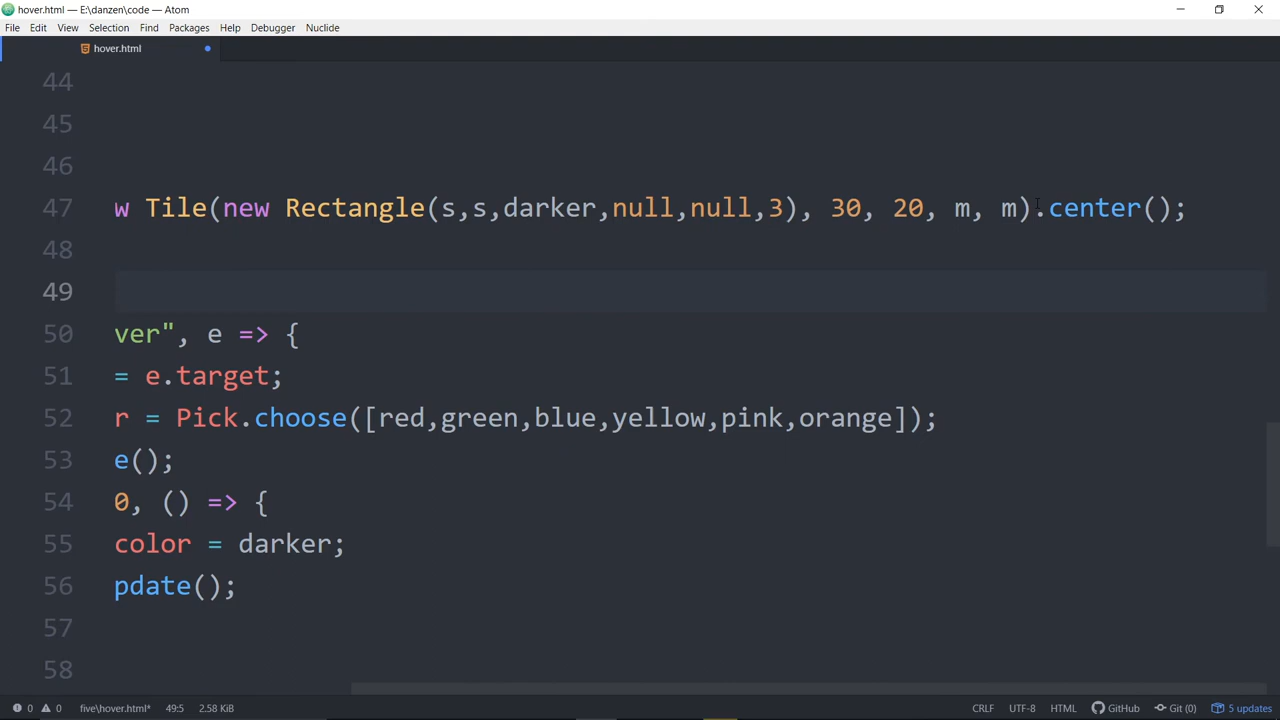 hover.html — E:\danzen\code — Atom
File Edit View Selection Find Packages Help Debugger Nuclide
hover.html
44
45
46
47 w Tile(new Rectangle(s,s,darker,null,null,3), 30, 20, m, m).center();
48
49
50 ver", e => {
51 = e.target;
52 r = Pick.choose([red,green,blue,yellow,pink,orange]);
53 e();
54 0, () => {
55 color = darker;
56 pdate();
57
58
0 0 five\hover.html* 49:5 2.58 KiB CRLF UTF-8 HTML GitHub Git (0) 5 updates